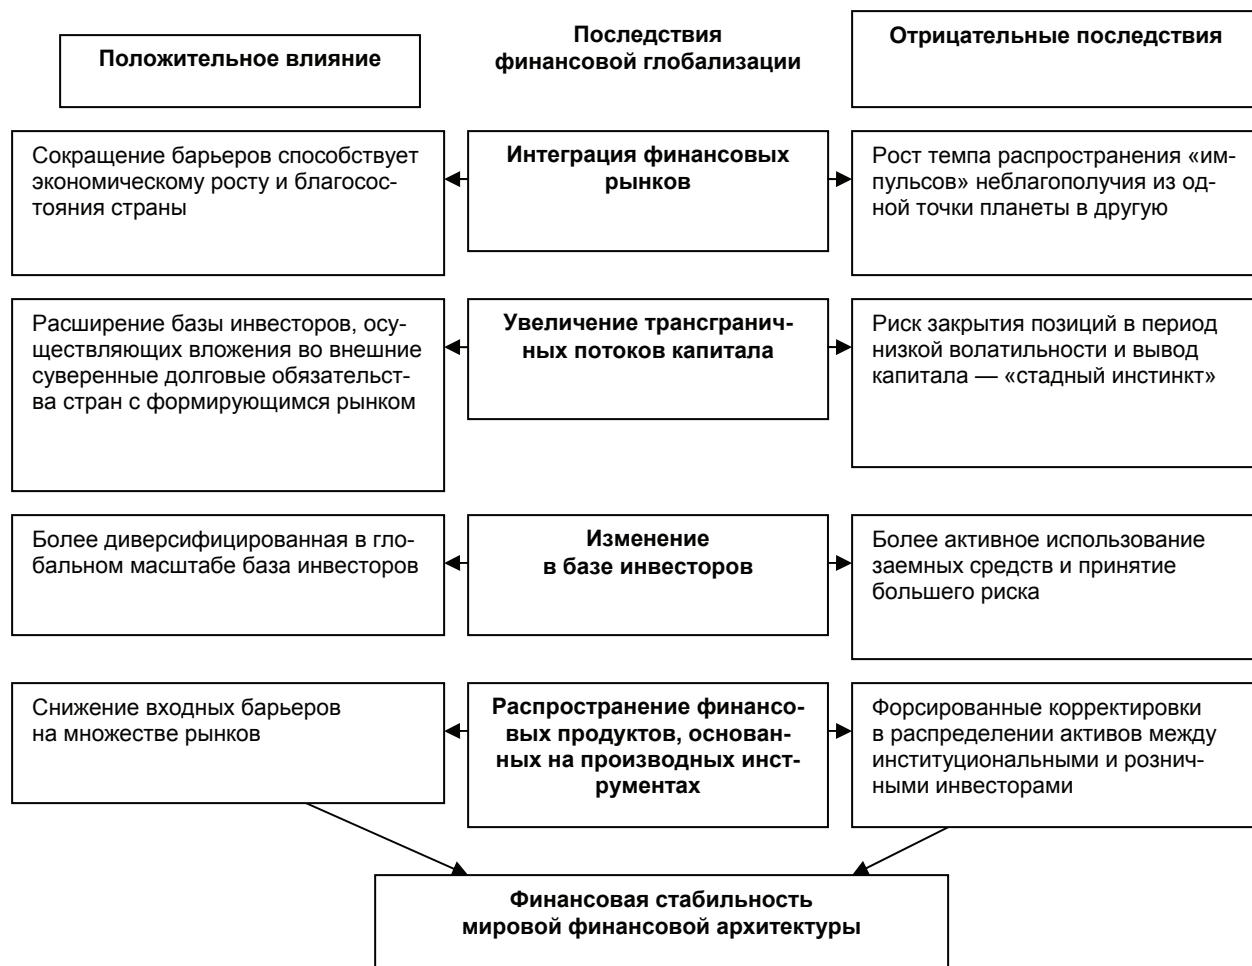 Положительное влияние
Последствия
финансовой глобализации
Отрицательные последствия
Сокращение барьеров способствует
экономическому росту и благосос-
тояния страны
Интеграция финансовых
рынков
Рост темпа распространения «им-
пульсов» неблагополучия из од-
ной точки планеты в другую
Расширение базы инвесторов, осу-
ществляющих вложения во внешние
суверенные долговые обязательст-
ва стран с формирующимся рынком
Увеличение трансгранич-
ных потоков капитала
Риск закрытия позиций в период
низкой волатильности и вывод
капитала — «стадный инстинкт»
Более диверсифицированная в гло-
бальном масштабе база инвесторов
Изменение
в базе инвесторов
Более активное использование
заемных средств и принятие
большего риска
Снижение входных барьеров
на множестве рынков
Распространение финансо-
вых продуктов, основан-
ных на производных инст-
рументах
Форсированные корректировки
в распределении активов между
институциональными и рознич-
ными инвесторами
Финансовая стабильность
мировой финансовой архитектуры